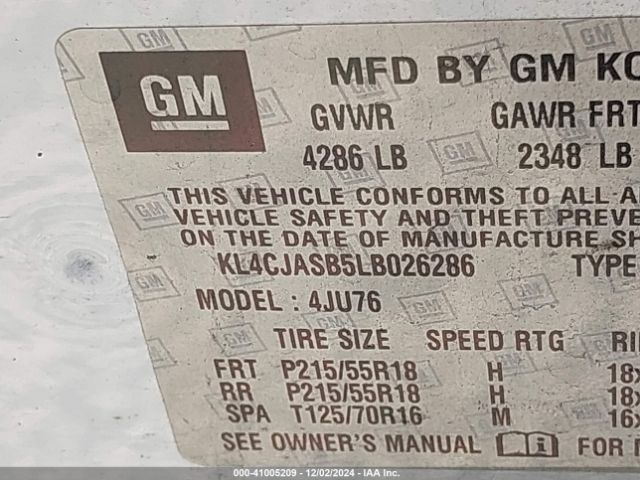 GM MFD BY GM KO
GVWR GAWR FRT
4286 LB 2348 LB
THIS VEHICLE CONFORMS TO ALL A
VEHICLE SAFETY AND THEFT PREVE
ON THE DATE OF MANUFACTURE SH
KL4CJASB5LB026286 TYPE
MODEL : 4JU76
TIRE SIZE SPEED RTG RI
FRT P215/55R18 H 18x
RR P215/55R18 H 18x
SPA T125/70R16 M 16x
SEE OWNER'S MANUAL FOR M
000-41005209 - 12/02/2024 - IAA Inc.